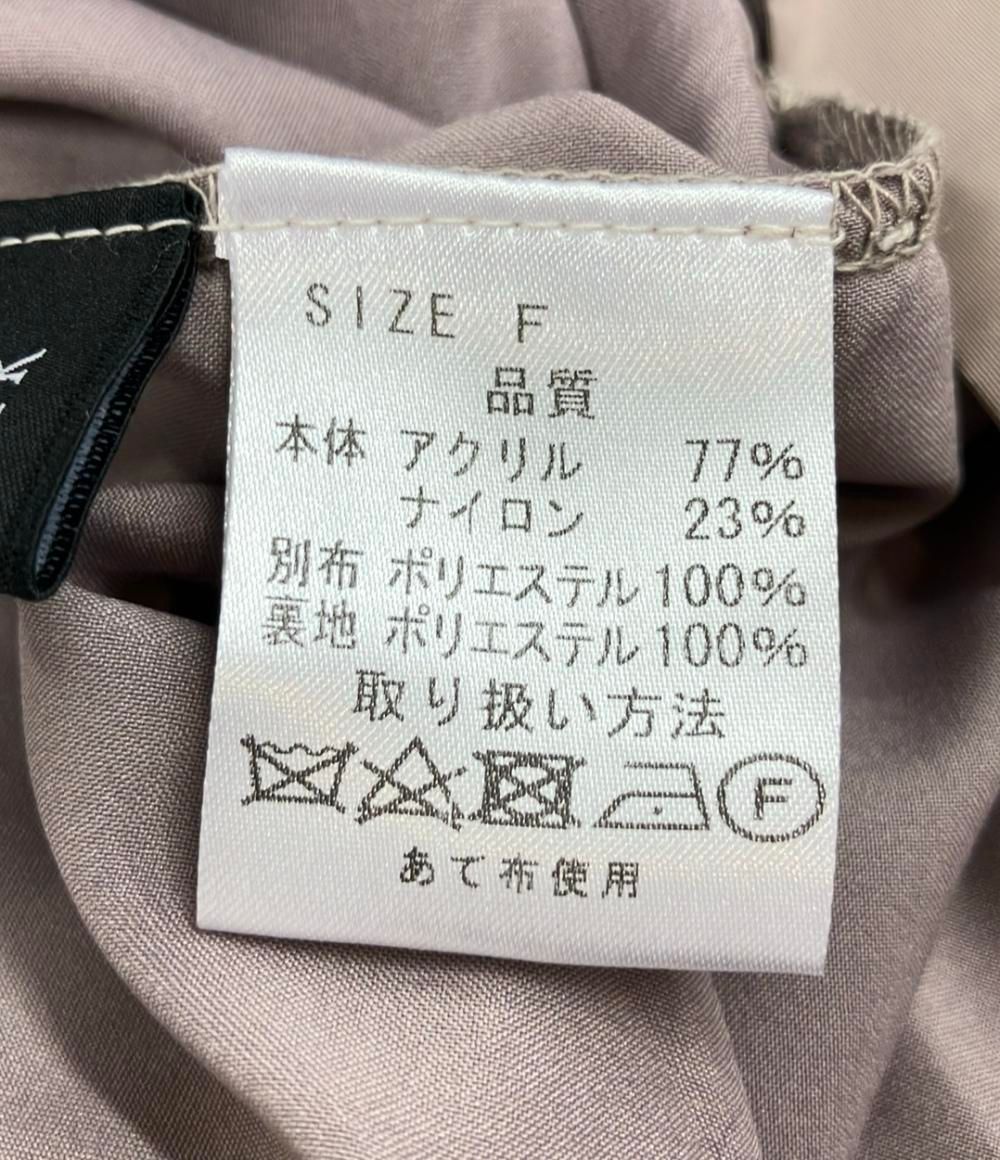 SIZE F
品質
本体 アクリル 77%
ナイロン 23%
別布 ポリエステル 100%
裏地 ポリエステル 100%
取り扱い方法
F
あて布使用